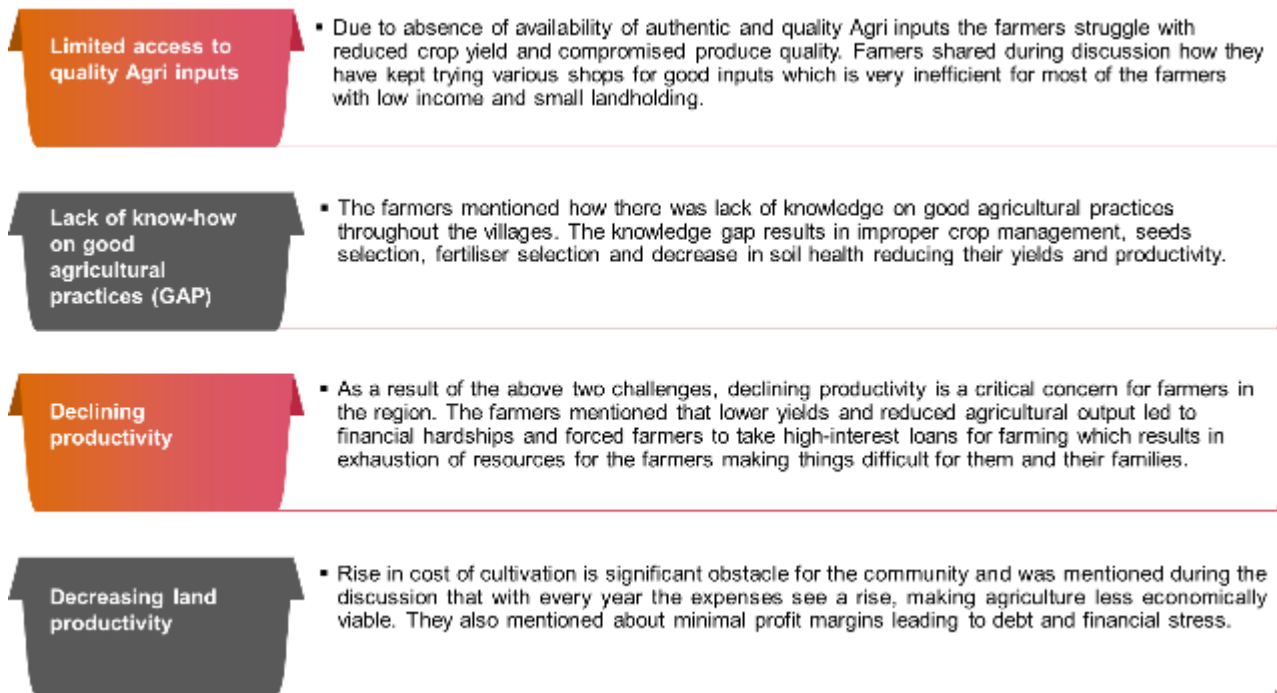 Limited access to
quality Agri inputs
▪ Due to absence of availability of authentic and quality Agri inputs the farmers struggle with
reduced crop yield and compromised produce quality. Famers shared during discussion how they
have kept trying various shops for good inputs which is very inefficient for most of the farmers
with low income and small landholding.
Lack of know-how
on good
agricultural
practices (GAP)
▪ The farmers mentioned how there was lack of knowledge on good agricultural practices
throughout the villages. The knowledge gap results in improper crop management, seeds
selection, fertiliser selection and decrease in soil health reducing their yields and productivity.
Declining
productivity
▪ As a result of the above two challenges, declining productivity is a critical concern for farmers in
the region. The farmers mentioned that lower yields and reduced agricultural output led to
financial hardships and forced farmers to take high-interest loans for farming which results in
exhaustion of resources for the farmers making things difficult for them and their families.
Decreasing land
productivity
▪ Rise in cost of cultivation is significant obstacle for the community and was mentioned during the
discussion that with every year the expenses see a rise, making agriculture less economically
viable. They also mentioned about minimal profit margins leading to debt and financial stress.